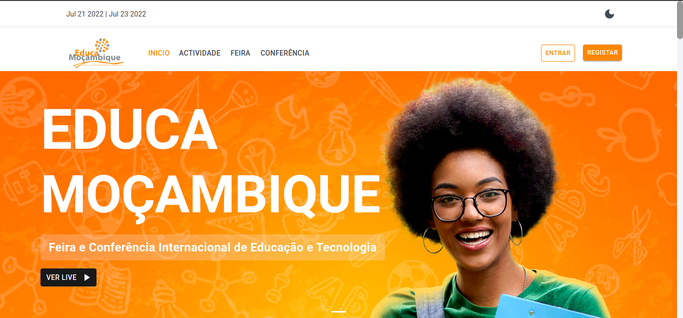 Jul 21 2022 | Jul 23 2022
Educa
Moçambique
INICIO ACTIVIDADE FEIRA CONFERÊNCIA
ENTRAR REGISTAR
EDUCA
MOÇAMBIQUE
Feira e Conferência Internacional de Educação e Tecnologia
VER LIVE